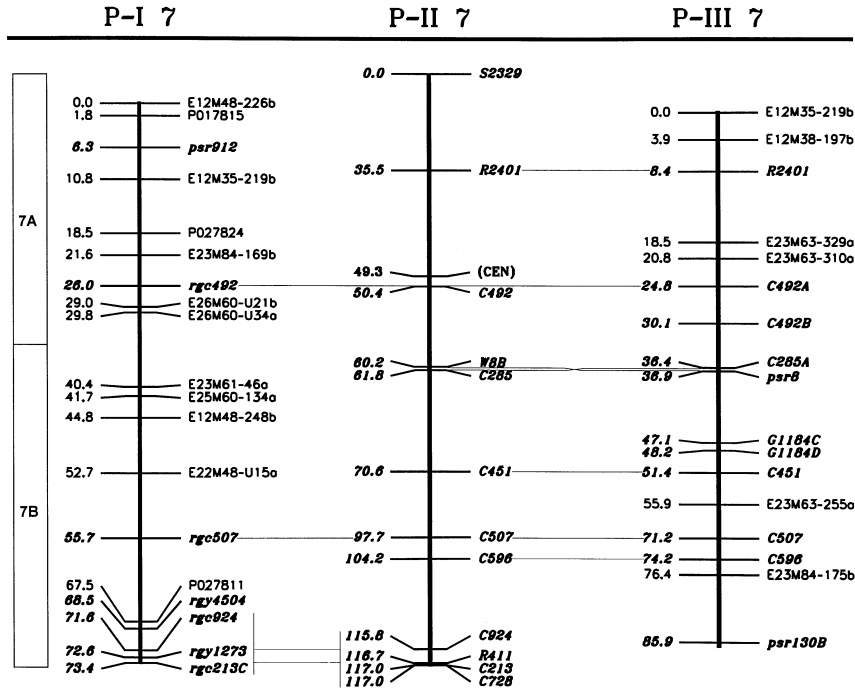 P-I 7
P-II 7
P-III 7
7A
7B
0.0 E12M48-226b
1.8 P017815
6.3 psr912
10.8 E12M35-219b
18.5 P027824
21.6 E23M84-169b
26.0 rgc492
29.0 E26M60-U21b
29.8 E26M60-U34a
40.4 E23M61-46a
41.7 E25M60-134a
44.8 E12M48-248b
52.7 E22M48-U15a
55.7 rgc507
67.5 P027811
68.5 rgy4504
71.6 rgc924
72.6 rgy1273
73.4 rgc213C
0.0 S2329
35.5 R2401
49.3 (CEN)
50.4 C492
60.2 W8B
61.8 C285
70.6 C451
97.7 C507
104.2 C596
115.8 C924
116.7 R411
117.0 C213
117.0 C728
0.0 E12M35-219b
3.9 E12M38-197b
8.4 R2401
18.5 E23M63-329a
20.8 E23M63-310a
24.8 C492A
30.1 C492B
36.4 C285A
36.9 psr8
47.1 G1184C
48.2 G1184D
51.4 C451
55.9 E23M63-255a
71.2 C507
74.2 C596
76.4 E23M84-175b
85.9 psr130B